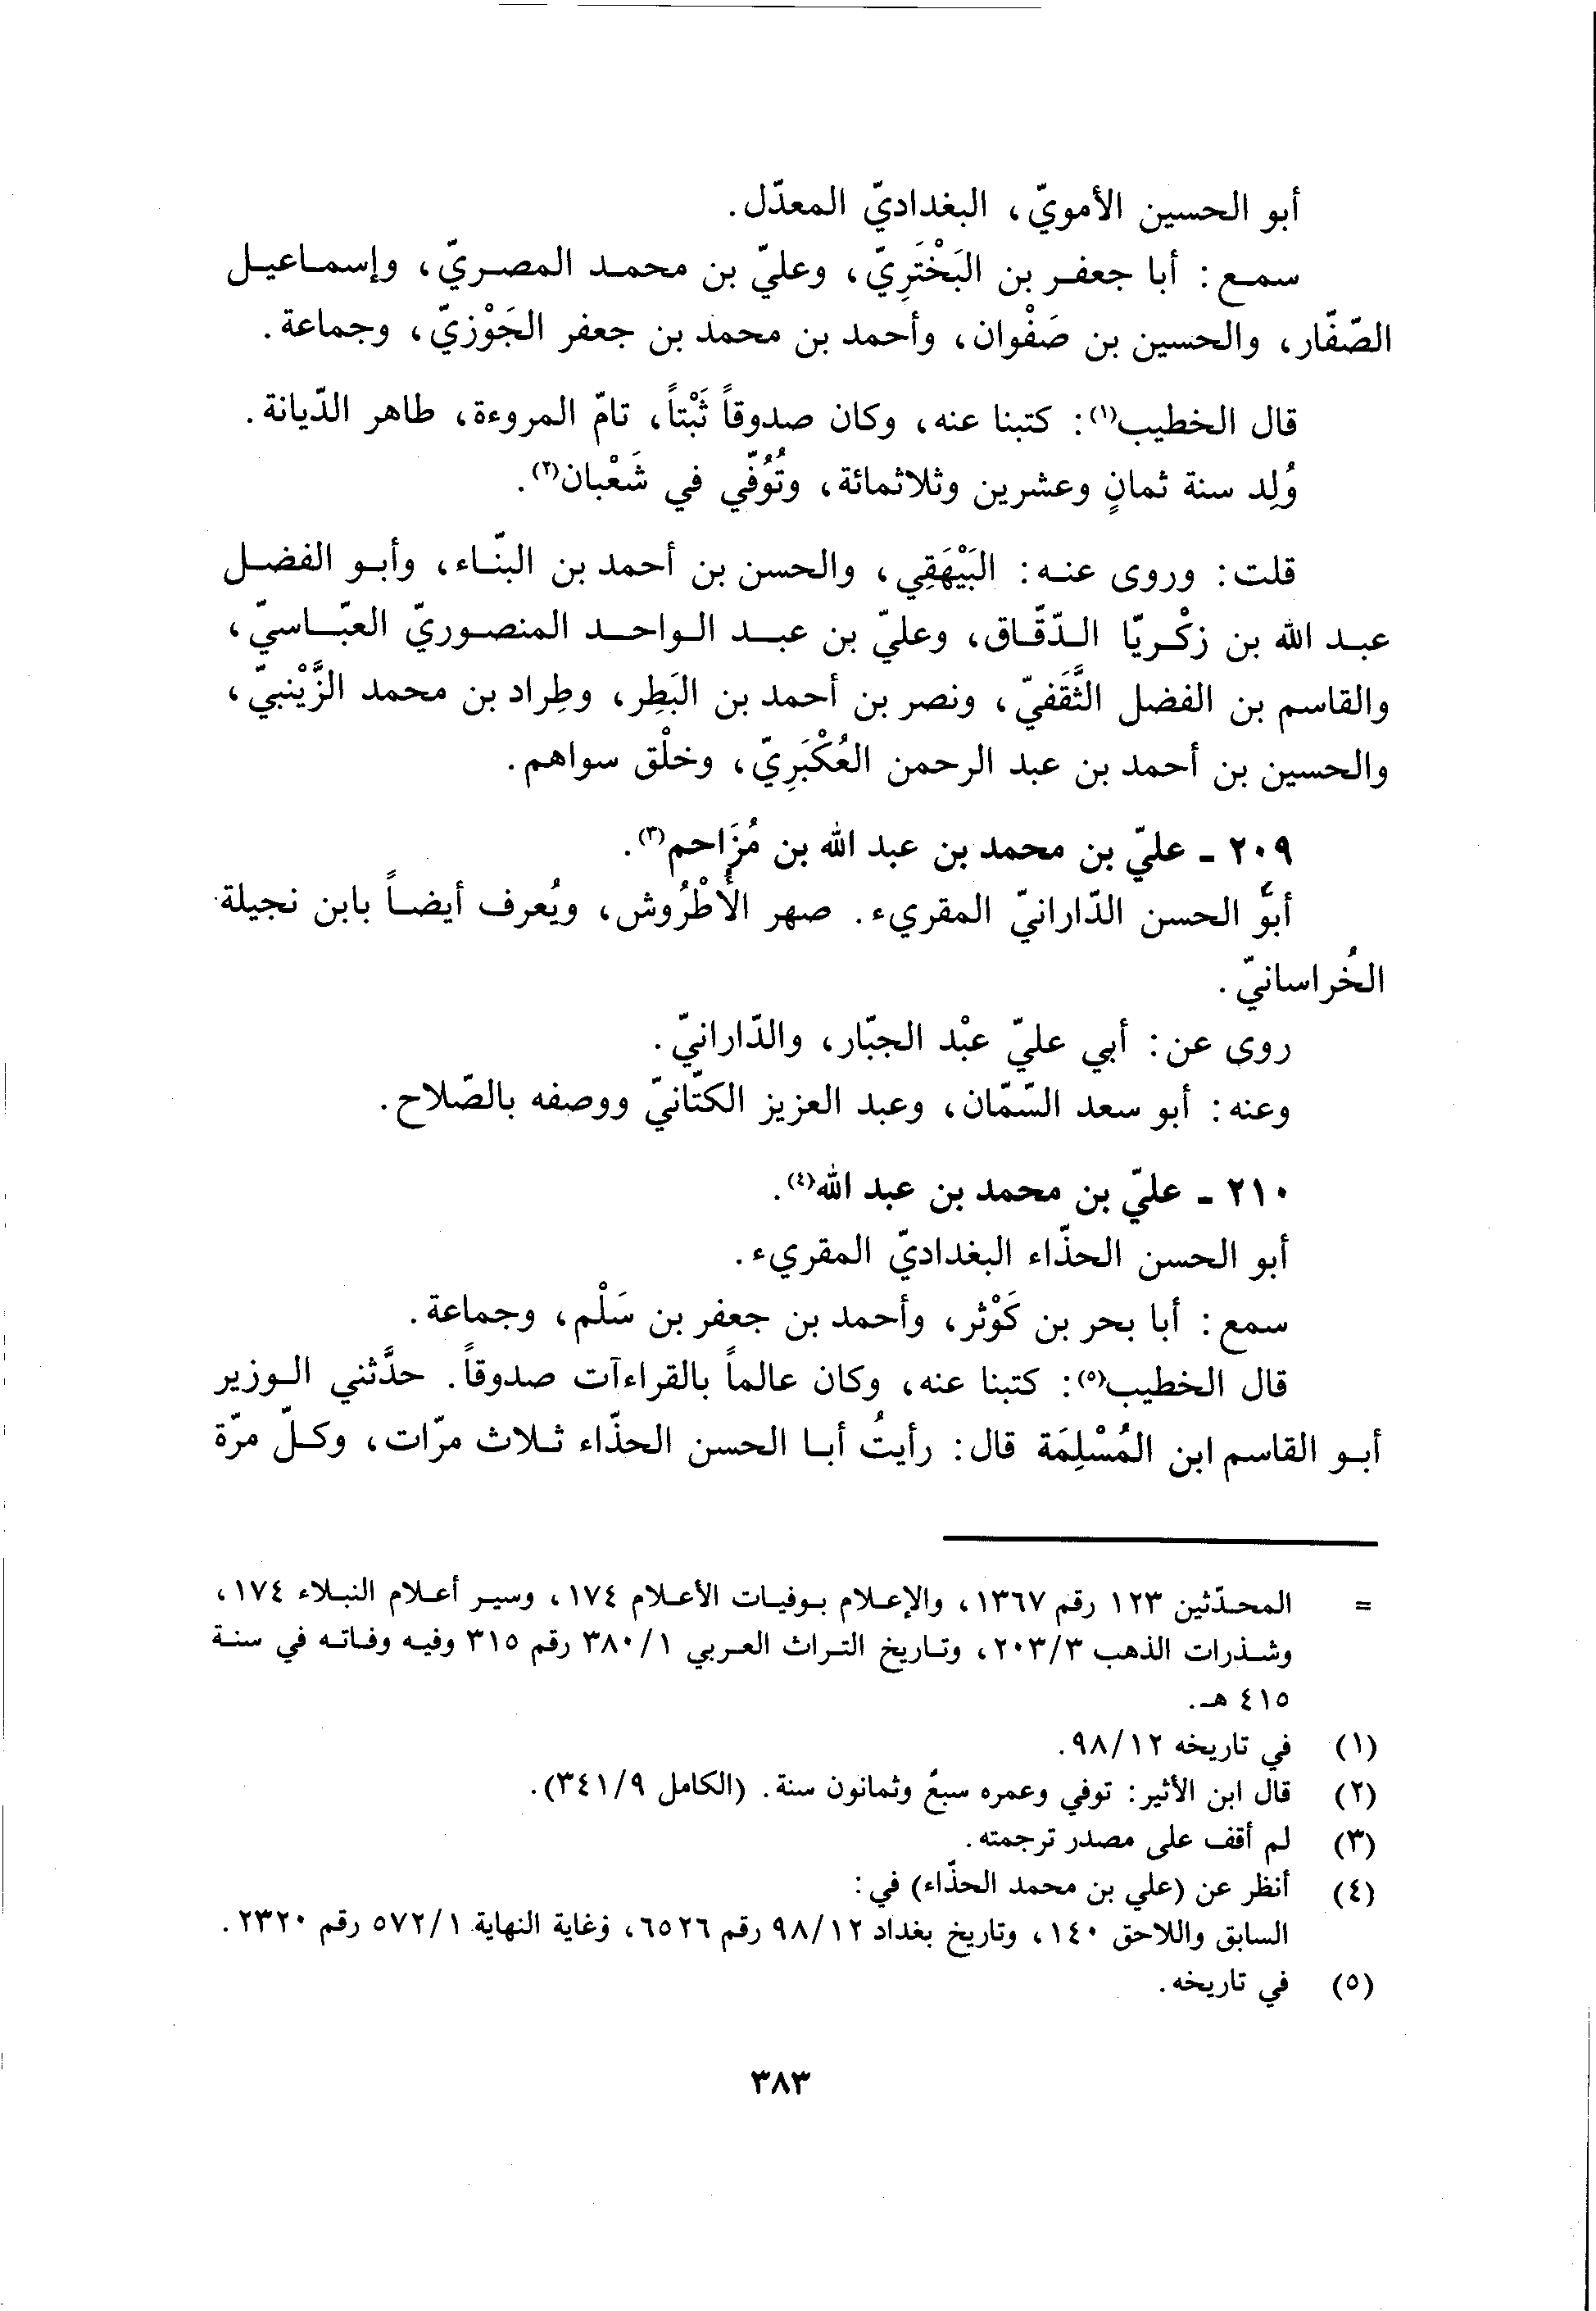 أبو الحسين الأمويّ، البغداديّ المعدّل.
سمع: أبا جعفر بن البَخْتَرِيّ، وعليّ بن محمد المصريّ، وإسماعيل
الصّفّار، والحسين بن صَفْوان، وأحمد بن محمد بن جعفر الجَوْزيّ، وجماعة.
قال الخطيب(١): كتبنا عنه، وكان صدوقاً ثَبْتاً، تامّ المروءة، طاهر الدّيانة.
وُلِد سنة ثمانٍ وعشرين وثلاثمائة، وتُوُفّي في شَعْبان(٢).
قلت: وروى عنه: البَيْهَقِي، والحسن بن أحمد بن البنّاء، وأبو الفضل
عبد الله بن زكْريّا الدّقّاق، وعليّ بن عبد الواحد المنصوريّ العبّاسيّ،
والقاسم بن الفضل الثَّقَفيّ، ونصر بن أحمد بن البَطِر، وطِراد بن محمد الزَّيْنبيّ،
والحسين بن أحمد بن عبد الرحمن العُكْبَرِيّ، وخلْق سواهم.
٢٠٩ - عليّ بن محمد بن عبد الله بن مُزَاحم(٣).
أبو الحسن الدّارانيّ المقريء. صهر الأُطْرُوش، ويُعرف أيضاً بابن نجيلة
الخُراسانيّ.
روى عن: أبي عليّ عبْد الجبّار، والدّارانيّ.
وعنه: أبو سعد السّمّان، وعبد العزيز الكتّانيّ ووصفه بالصّلاح.
٢١٠ - عليّ بن محمد بن عبد الله(٤).
أبو الحسن الحذّاء البغداديّ المقريء.
سمع: أبا بحر بن كَوْثر، وأحمد بن جعفر بن سَلْم، وجماعة.
قال الخطيب(٥): كتبنا عنه، وكان عالماً بالقراءآت صدوقاً. حدَّثني الوزير
أبو القاسم ابن المُسْلِمَة قال: رأيتُ أبا الحسن الحذّاء ثلاث مرّات، وكلّ مرّة
= المحدّثين ١٢٣ رقم ١٣٦٧، والإعلام بوفيات الأعلام ١٧٤، وسير أعلام النبلاء ١٧٤،
وشذرات الذهب ٢٠٣/٣، وتاريخ التراث العربي ٣٨٠/١ رقم ٣١٥ وفيه وفاته في سنة
٤١٥ هـ.
(١) في تاريخه ٩٨/١٢.
(٢) قال ابن الأثير: توفي وعمره سبعٌ وثمانون سنة. (الكامل ٣٤١/٩).
(٣) لم أقف على مصدر ترجمته.
(٤) أنظر عن (علي بن محمد الحذّاء) في:
السابق واللاحق ١٤٠، وتاريخ بغداد ٩٨/١٢ رقم ٦٥٢٦، وغاية النهاية ٥٧٢/١ رقم ٢٣٢٠.
(٥) في تاريخه.
٣٨٣